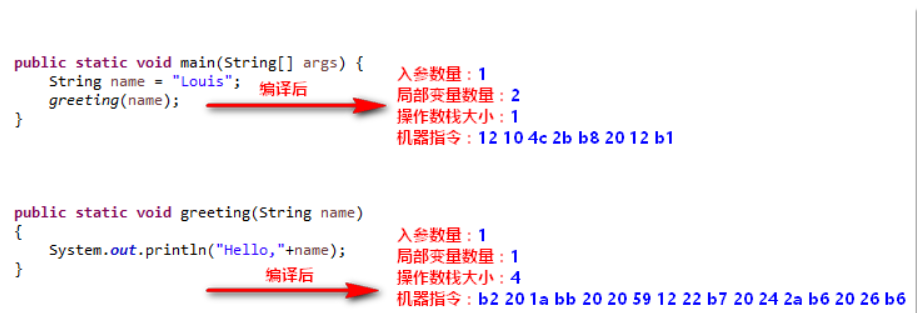 public static void main(String[] args) {
String name = "Louis";
greeting(name);
}
编译后
入参数量：1
局部变量数量：2
操作数栈大小：1
机器指令：12 10 4c 2b b8 20 12 b1
public static void greeting(String name)
{
System.out.println("Hello,"+name);
}
编译后
入参数量：1
局部变量数量：1
操作数栈大小：4
机器指令：b2 20 1a bb 20 20 59 12 22 b7 20 24 2a b6 20 26 b6